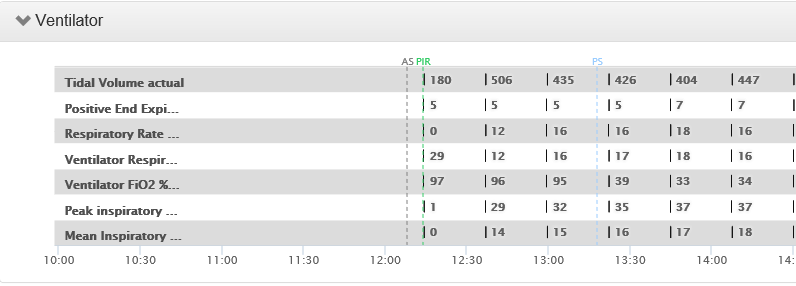 Ventilator
AS PIR PS
Tidal Volume actual 180 506 435 426 404 447
Positive End Expi... 5 5 5 5 7 7
Respiratory Rate ... 0 12 16 16 18 16
Ventilator Respir... 29 12 16 17 18 16
Ventilator FiO2 %... 97 96 95 39 33 34
Peak inspiratory ... 1 29 32 35 37 37
Mean Inspiratory ... 0 14 15 16 17 18
10:00 10:30 11:00 11:30 12:00 12:30 13:00 13:30 14:00 14: